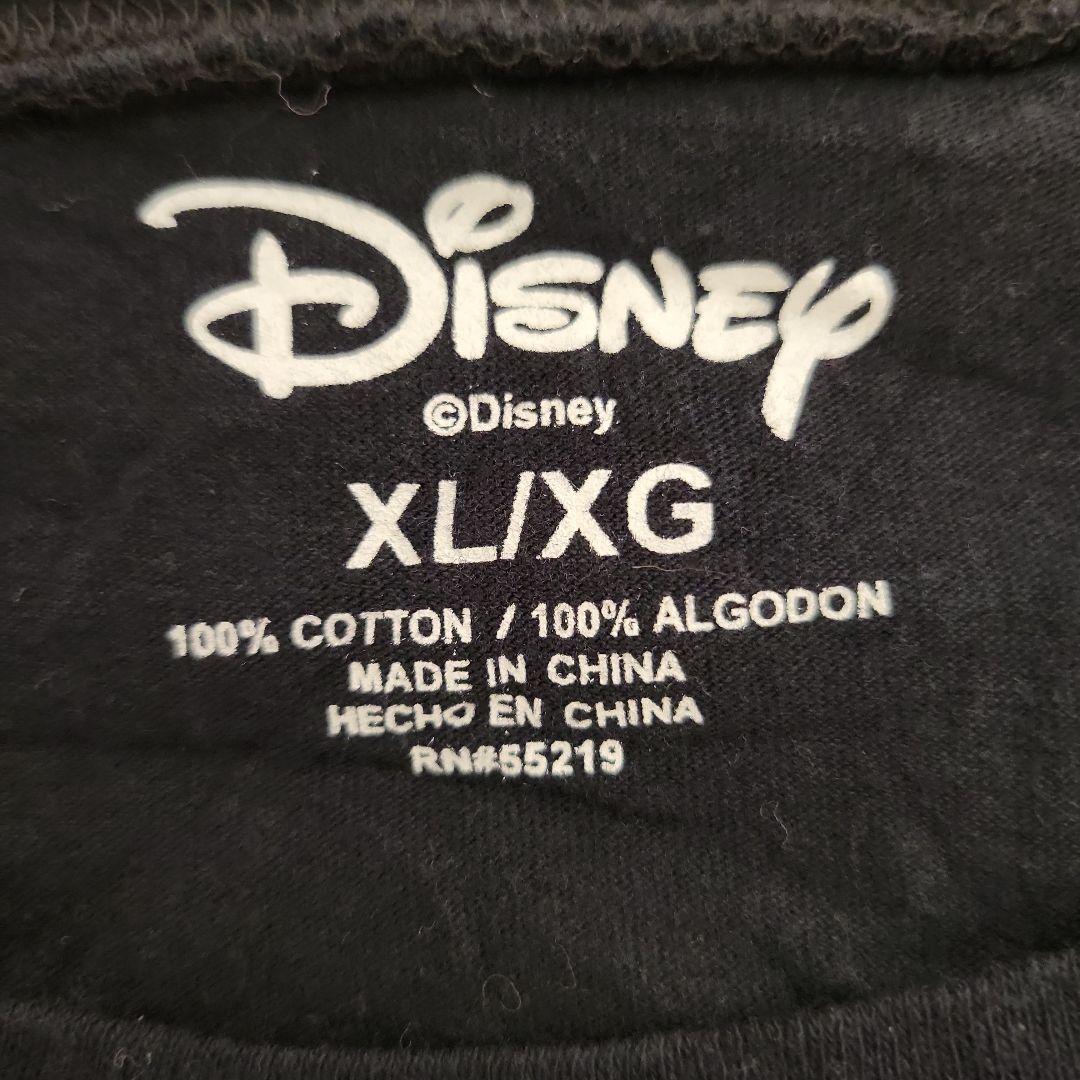 Disney
©Disney
XL/XG
100% COTTON / 100% ALGODON
MADE IN CHINA
HECHO EN CHINA
RN#55219